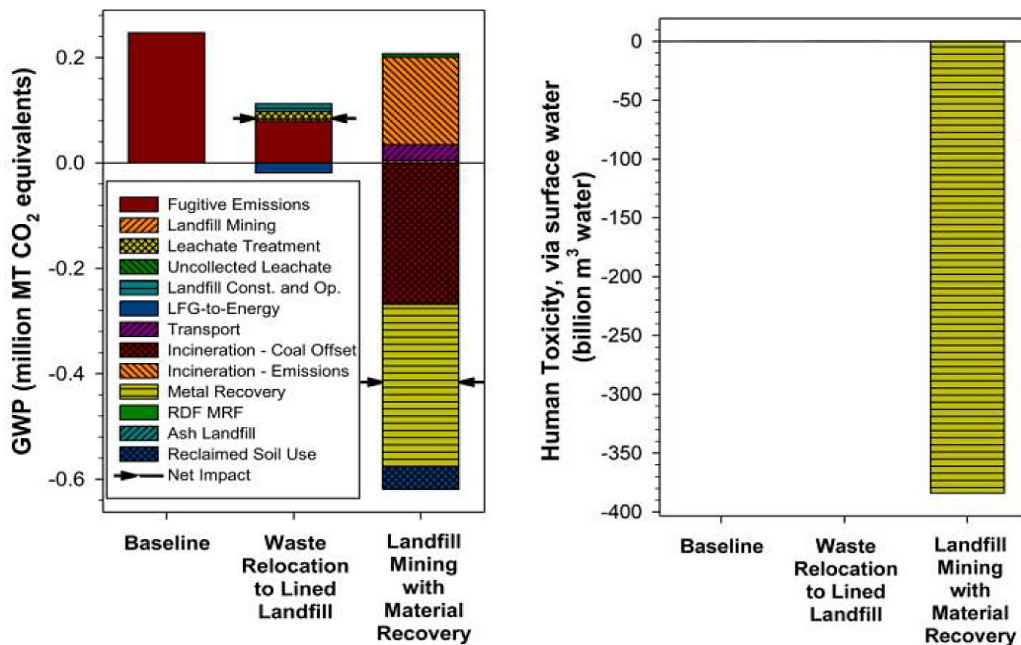 GWP (million MT CO2 equivalents)
0.2
0.0
-0.2
-0.4
-0.6
Fugitive Emissions
Landfill Mining
Leachate Treatment
Uncollected Leachate
Landfill Const. and Op.
LFG-to-Energy
Transport
Incineration - Coal Offset
Incineration - Emissions
Metal Recovery
RDF MRF
Ash Landfill
Reclaimed Soil Use
Net Impact
Baseline
Waste
Relocation
to Lined
Landfill
Landfill
Mining
with
Material
Recovery
Human Toxicity, via surface water
(billion m3 water)
0
-50
-100
-150
-200
-250
-300
-350
-400
Baseline
Waste
Relocation
to Lined
Landfill
Landfill
Mining
with
Material
Recovery